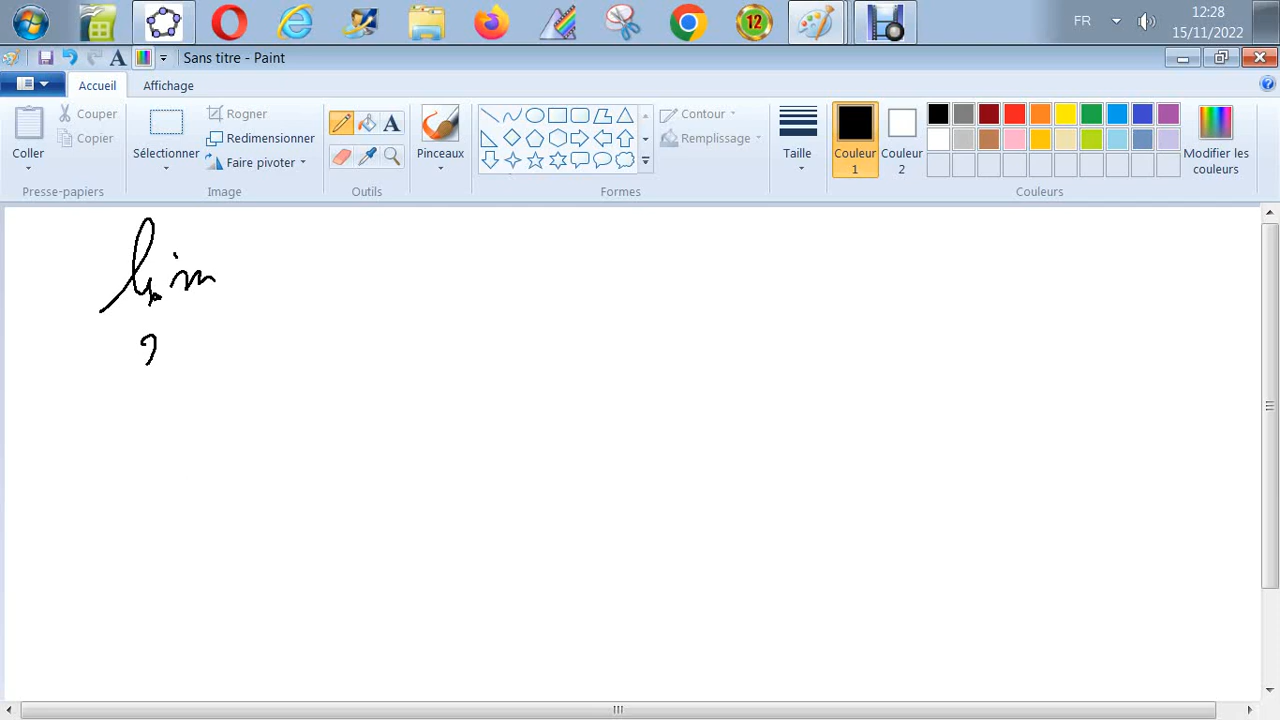 12
FR
12:28
15/11/2022
Sans titre - Paint
Accueil
Affichage
Coller
Couper
Copier
Presse-papiers
Sélectionner
Rogner
Redimensionner
Faire pivoter
Image
A
Outils
Pinceaux
Formes
Contour
Remplissage
Taille
Couleur
1
Couleur
2
Modifier les
couleurs
Couleurs
lim